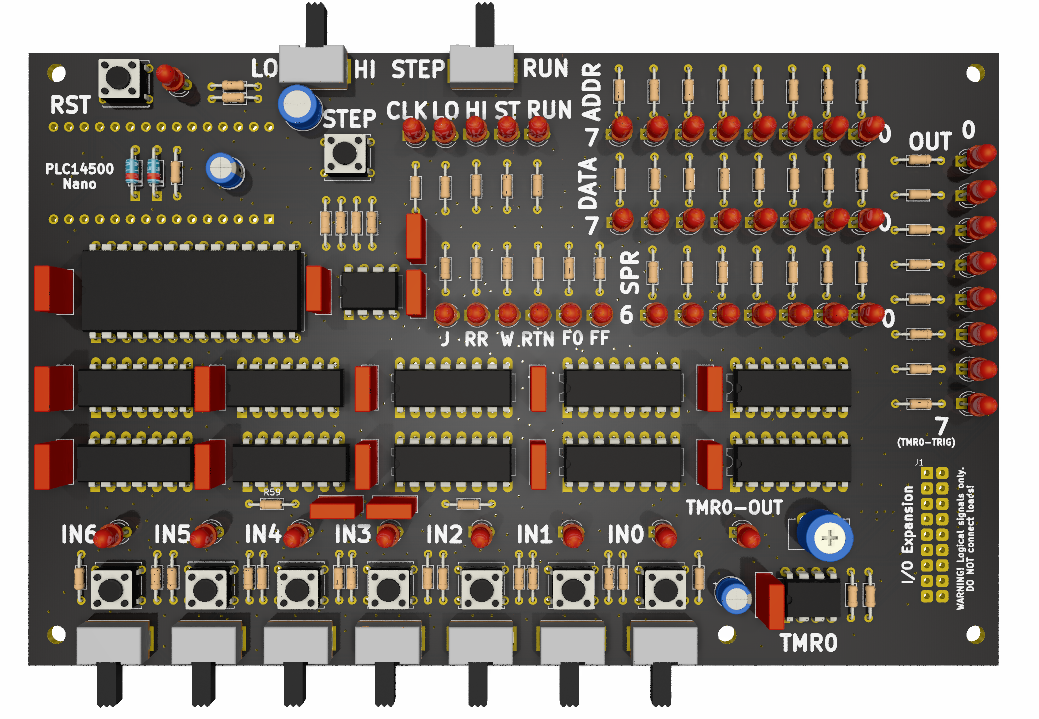 LO HI STEP RUN
RST
STEP
CLK LO HI ST RUN
ADDR
7 0
OUT 0
PLC14500
Nano
DATA
7 0
SPR
6 0
J RR W RTN F0 FF
7
(TMR0-TRIG)
J1
R59
TMR0-OUT
IN6 IN5 IN4 IN3 IN2 IN1 IN0
I/O Expansion
WARNING! Logical signals only.
DO NOT connect loads!
TMR0